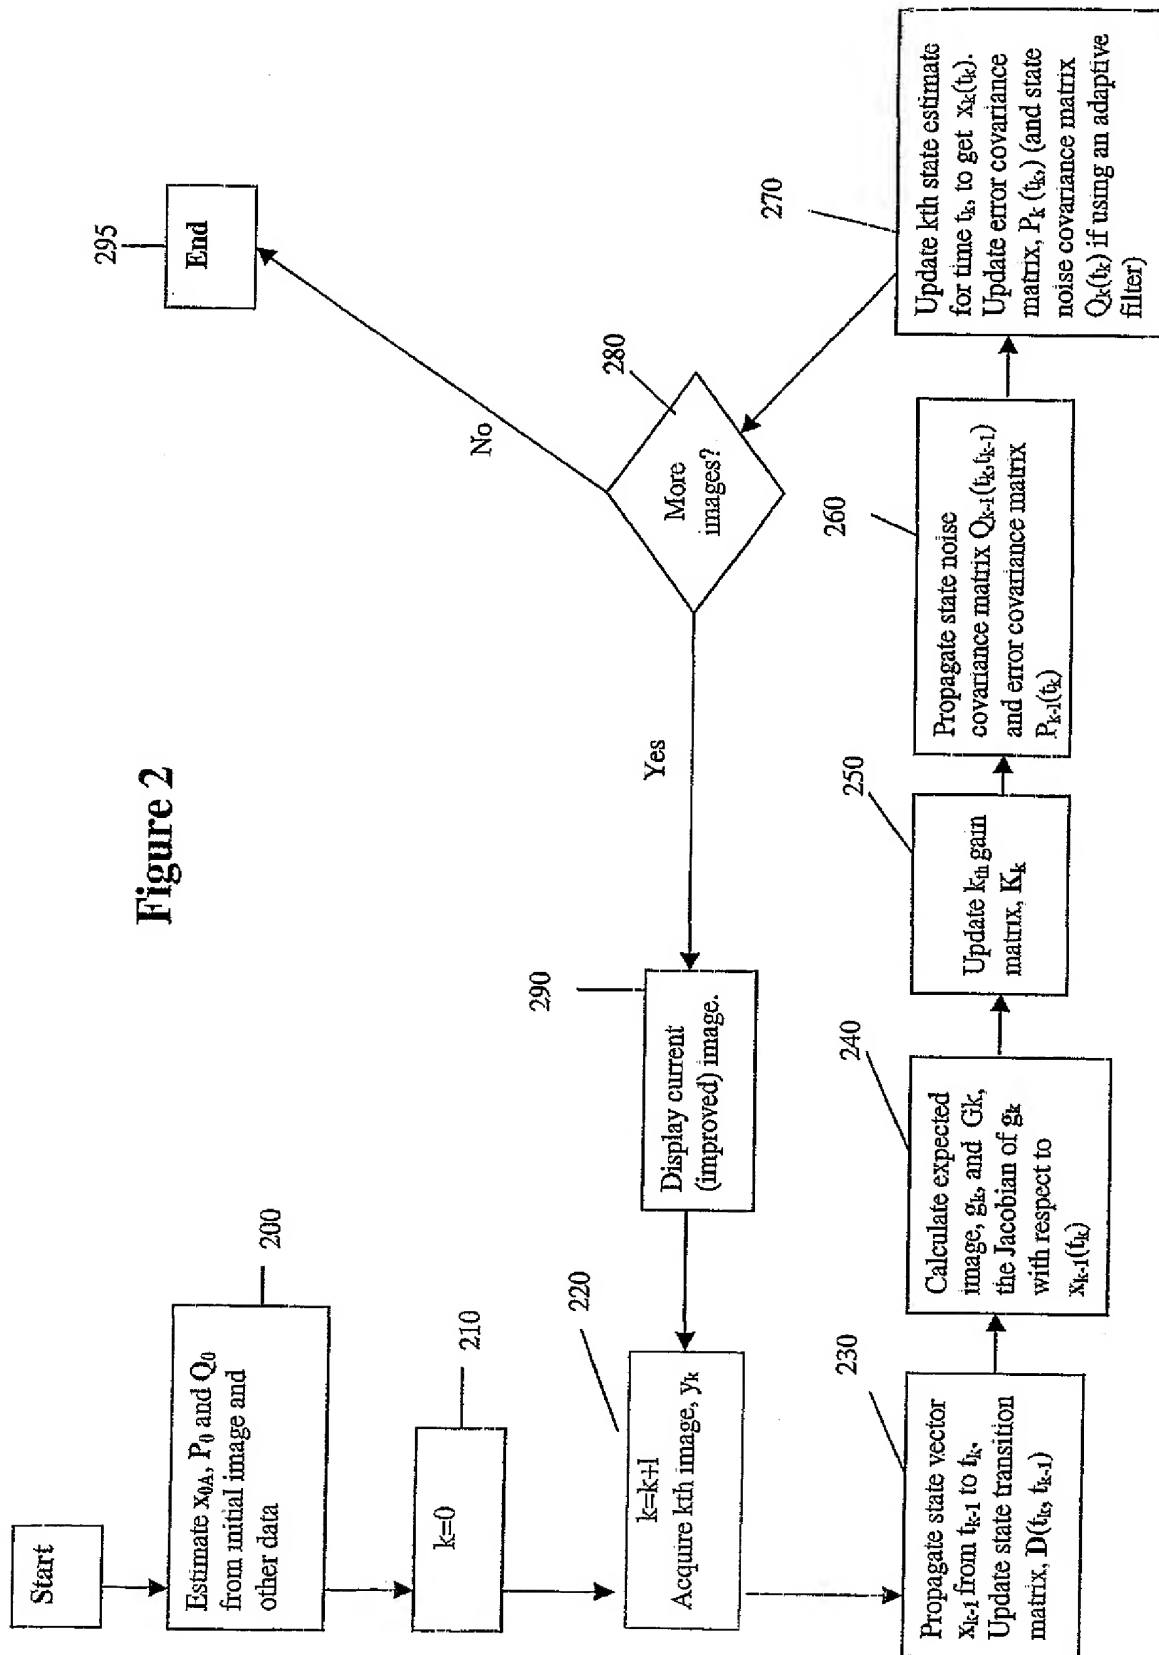 Figure 2
Start
Estimate x0A, P0 and Q0
from initial image and
other data
200
k=0
210
k=k+1
Acquire kth image, yk
220
Propagate state vector
xk-1 from tk-1 to tk.
Update state transition
matrix, D(tk, tk-1)
230
Calculate expected
image, gk, and Gk,
the Jacobian of gk
with respect to
xk-1(tk)
240
Update kth gain
matrix, Kk
250
Propagate state noise
covariance matrix Qk-1(tk,tk-1)
and error covariance matrix
Pk-1(tk)
260
Update kth state estimate
for time tk, to get xk(tk).
Update error covariance
matrix, Pk (tk,) (and state
noise covariance matrix
Qk(tk) if using an adaptive
filter)
270
More
images?
280
Yes
No
Display current
(improved) image.
290
End
295